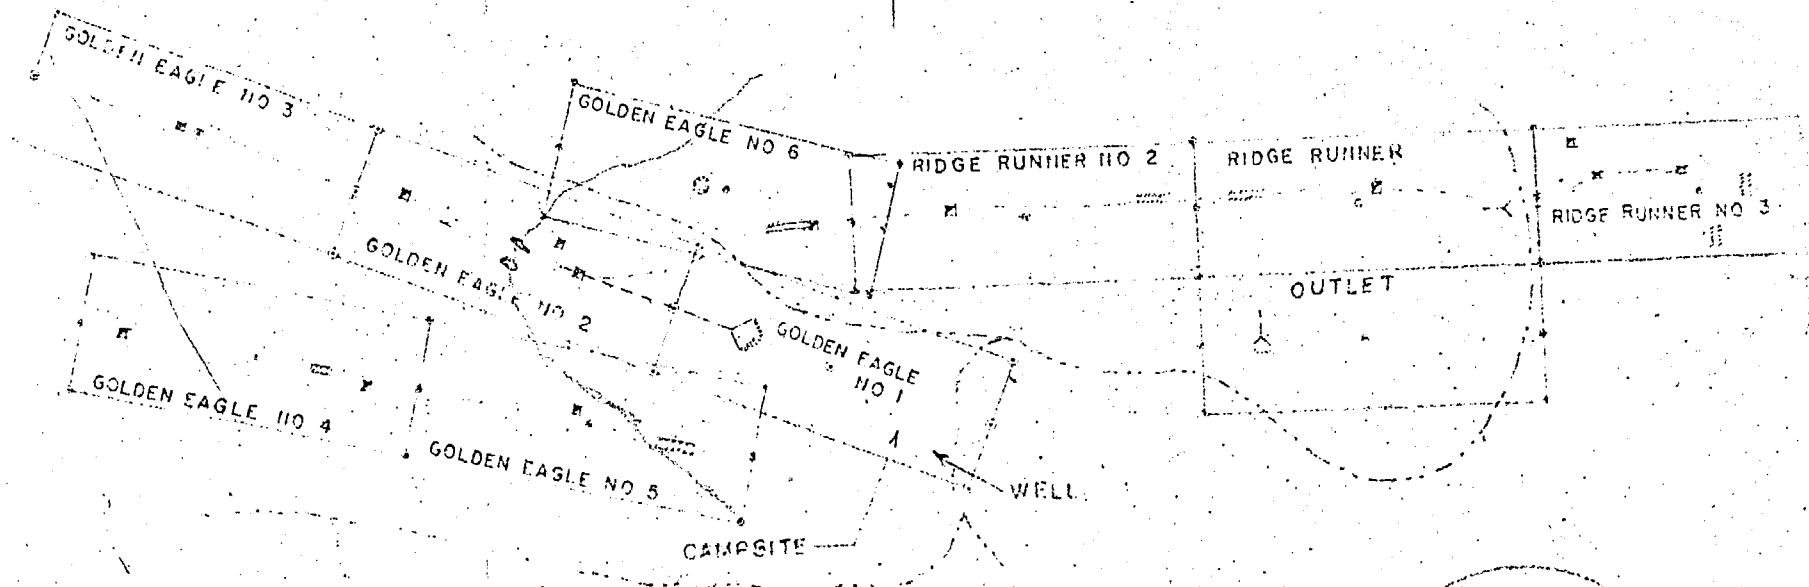 GOLDEN EAGLE NO 3
GOLDEN EAGLE NO 6
RIDGE RUNNER NO 2
RIDGE RUNNER
RIDGE RUNNER NO 3
GOLDEN EAGLE NO 2
OUTLET
GOLDEN EAGLE
NO 1
GOLDEN EAGLE NO 4
GOLDEN EAGLE NO 5
WELL
CAMPSITE